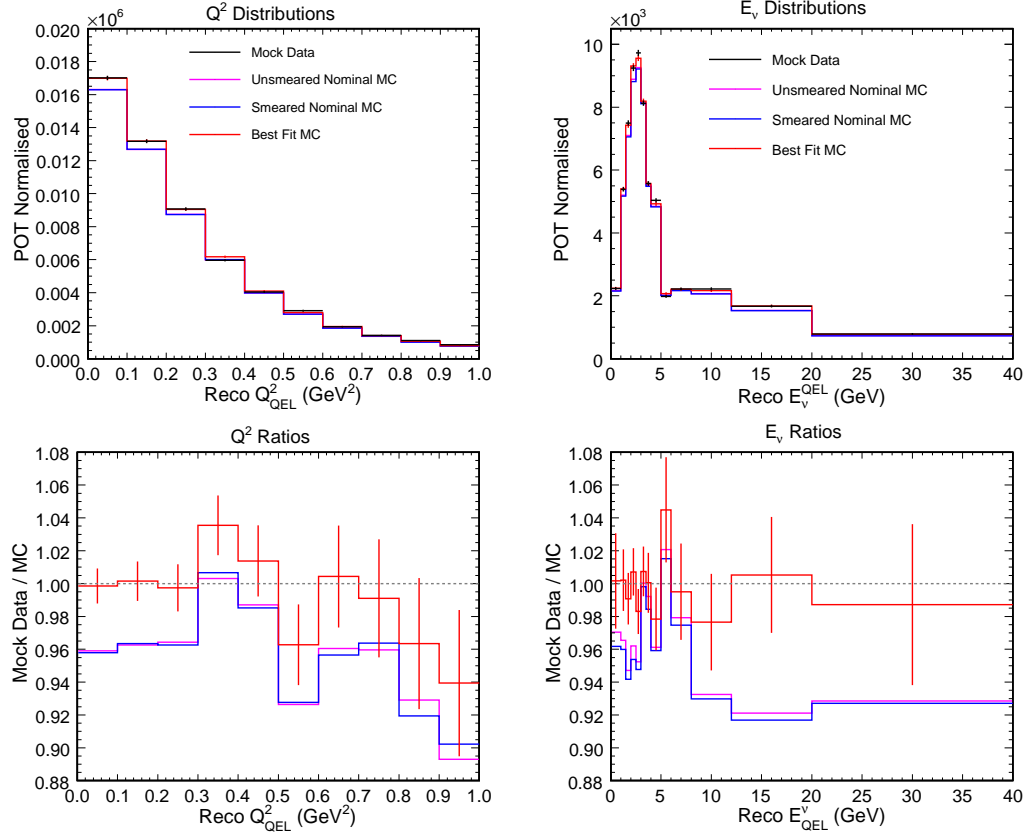 Q² Distributions
×10⁶
POT Normalised
0.020
0.018
0.016
0.014
0.012
0.010
0.008
0.006
0.004
0.002
0.000
Mock Data
Unsmeared Nominal MC
Smeared Nominal MC
Best Fit MC
0.0 0.1 0.2 0.3 0.4 0.5 0.6 0.7 0.8 0.9 1.0
Reco Q²_QEL (GeV²)
E_ν Distributions
×10³
POT Normalised
10
8
6
4
2
0
Mock Data
Unsmeared Nominal MC
Smeared Nominal MC
Best Fit MC
0 5 10 15 20 25 30 35 40
Reco E_ν^QEL (GeV)
Q² Ratios
Mock Data / MC
1.08
1.06
1.04
1.02
1.00
0.98
0.96
0.94
0.92
0.90
0.88
0.0 0.1 0.2 0.3 0.4 0.5 0.6 0.7 0.8 0.9 1.0
Reco Q²_QEL (GeV²)
E_ν Ratios
Mock Data / MC
1.08
1.06
1.04
1.02
1.00
0.98
0.96
0.94
0.92
0.90
0.88
0 5 10 15 20 25 30 35 40
Reco E^ν_QEL (GeV)